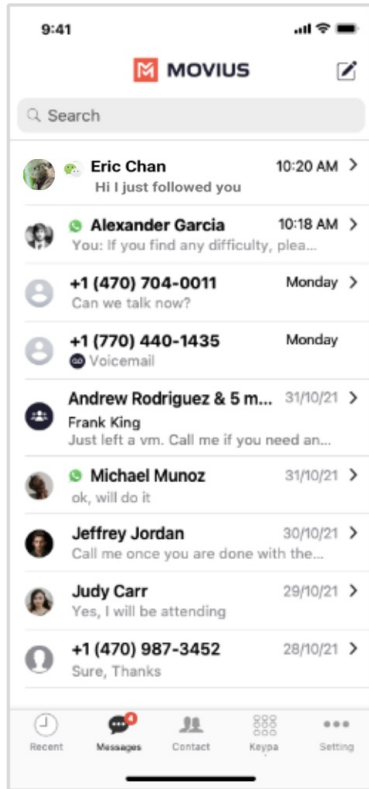 9:41
MOVIUS
Search
Eric Chan 10:20 AM
Hi I just followed you
Alexander Garcia 10:18 AM
You: If you find any difficulty, plea...
+1 (470) 704-0011 Monday
Can we talk now?
+1 (770) 440-1435 Monday
Voicemail
Andrew Rodriguez & 5 m... 31/10/21
Frank King
Just left a vm. Call me if you need an...
Michael Munoz 31/10/21
ok, will do it
Jeffrey Jordan 30/10/21
Call me once you are done with the...
Judy Carr 29/10/21
Yes, I will be attending
+1 (470) 987-3452 28/10/21
Sure, Thanks
4
Recent Messages Contact Keypa Setting